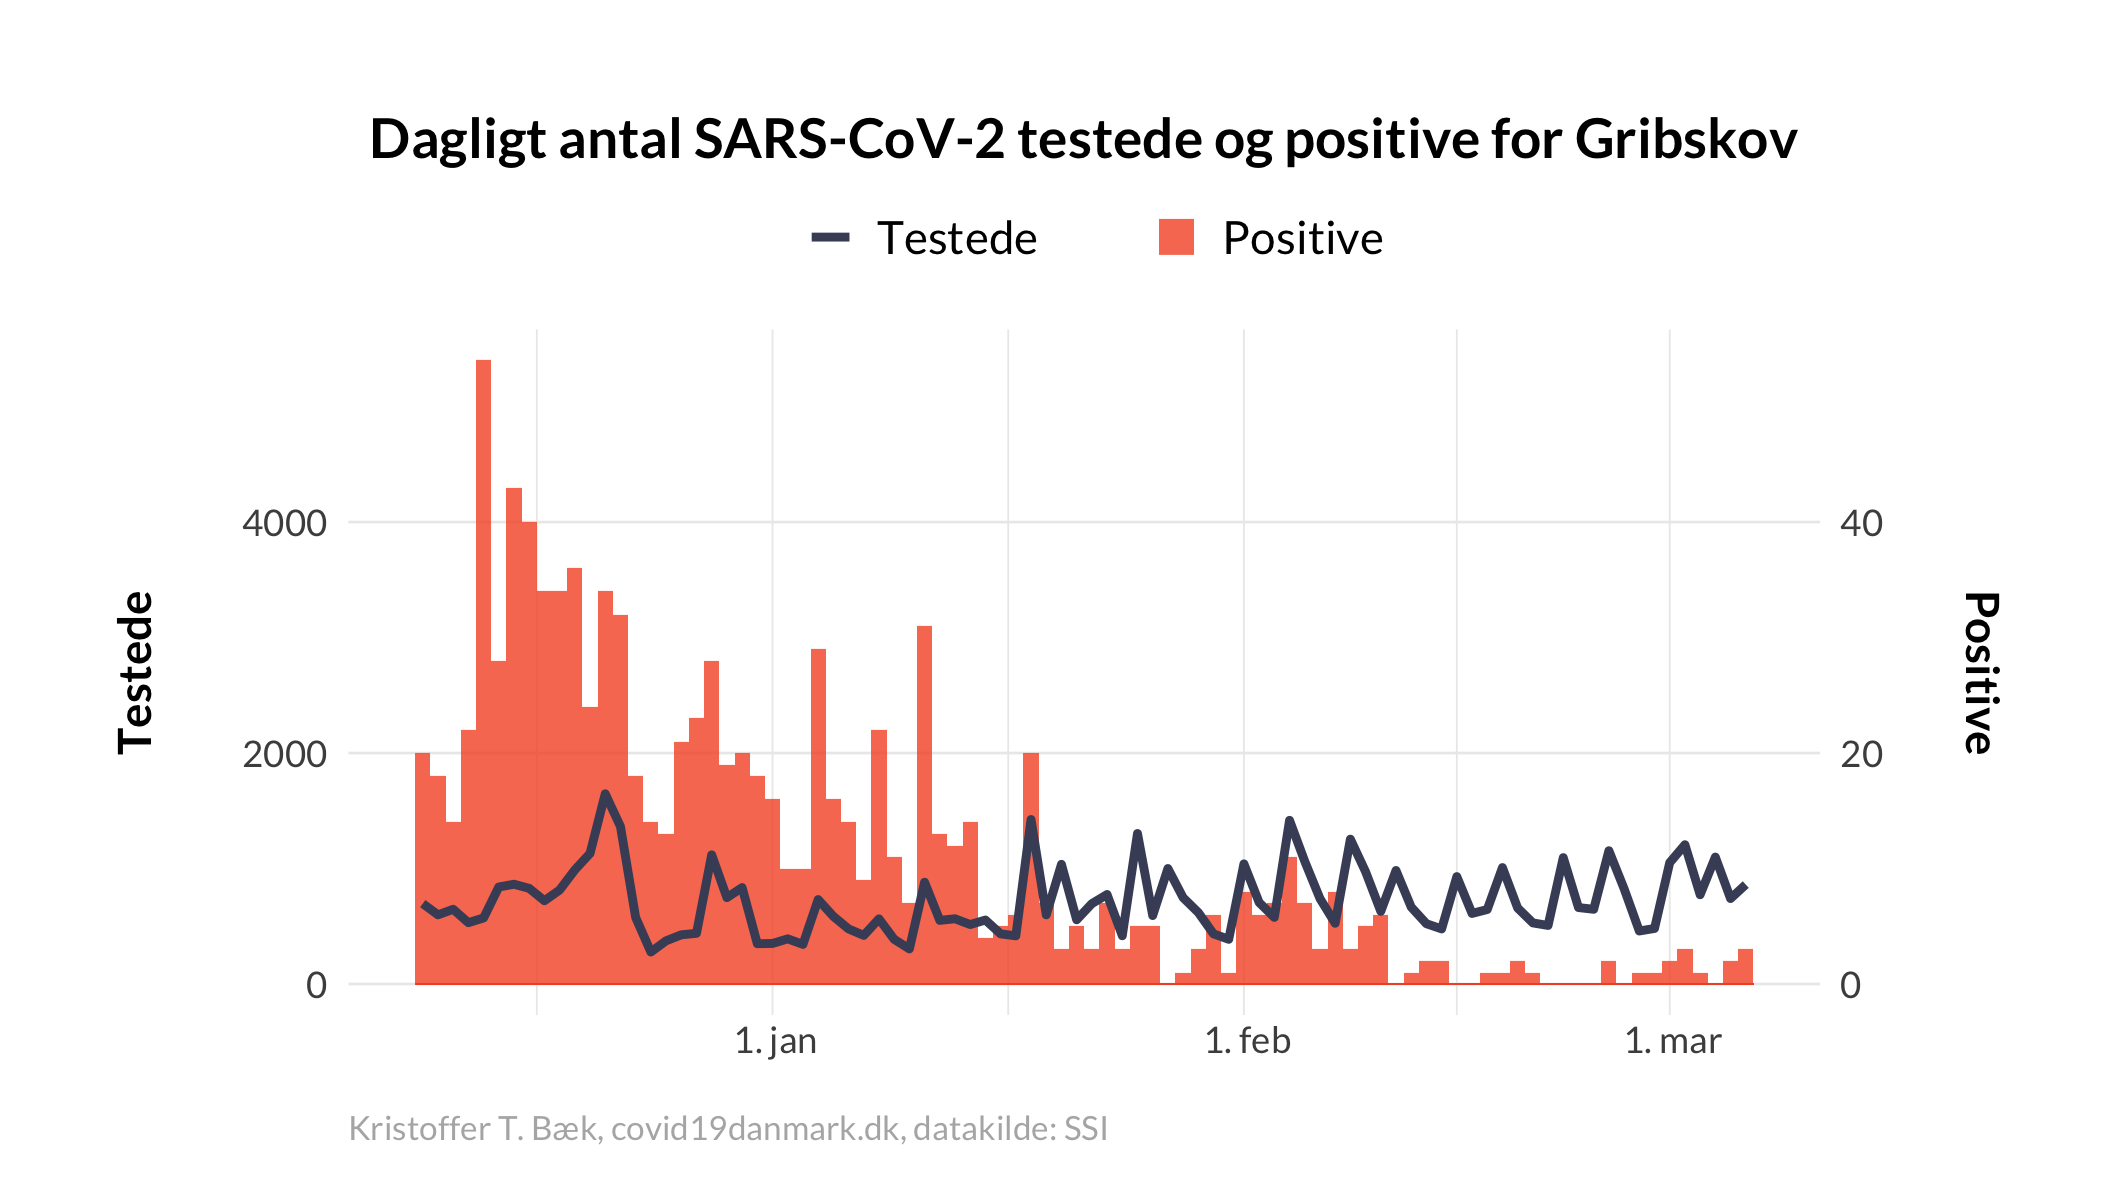 Dagligt antal SARS-CoV-2 testede og positive for Gribskov
Testede
Positive
4000
2000
0
Testede
40
20
0
Positive
1. jan
1. feb
1. mar
Kristoffer T. Bæk, covid19danmark.dk, datakilde: SSI